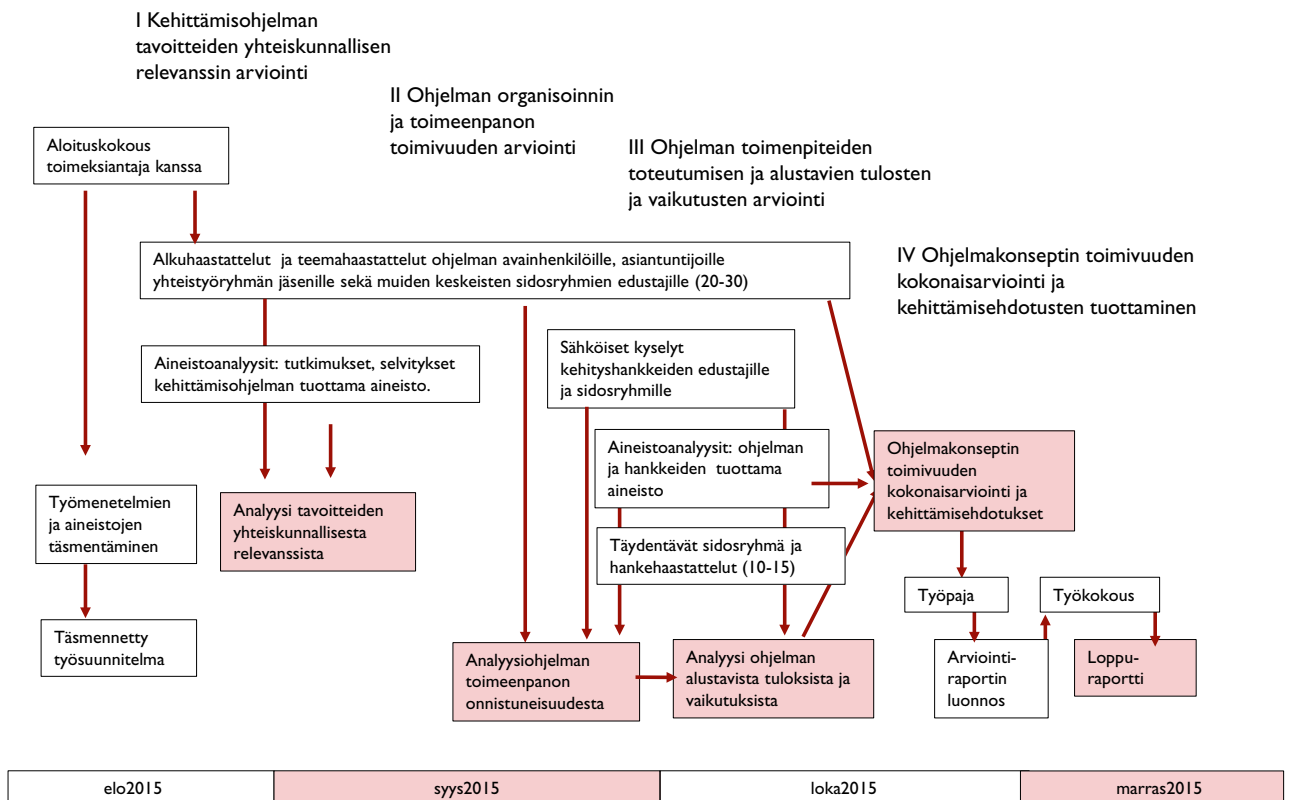 I Kehittämisohjelman
tavoitteiden yhteiskunnallisen
relevanssin arviointi
II Ohjelman organisoinnin
ja toimeenpanon
toimivuuden arviointi
III Ohjelman toimenpiteiden
toteutumisen ja alustavien tulosten
ja vaikutusten arviointi
IV Ohjelmakonseptin toimivuuden
kokonaisarviointi ja
kehittämisehdotusten tuottaminen
Aloituskokous
toimeksiantaja kanssa
Alkuhaastattelut ja teemahaastattelut ohjelman avainhenkilöille, asiantuntijoille
yhteistyöryhmän jäsenille sekä muiden keskeisten sidosryhmien edustajille (20-30)
Aineistoanalyysit: tutkimukset, selvitykset
kehittämisohjelman tuottama aineisto.
Sähköiset kyselyt
kehityshankkeiden edustajille
ja sidosryhmille
Aineistoanalyysit: ohjelman
ja hankkeiden tuottama
aineisto
Täydentävät sidosryhmä ja
hankehaastattelut (10-15)
Ohjelmakonseptin
toimivuuden
kokonaisarviointi ja
kehittämisehdotukset
Työmenetelmien
ja aineistojen
täsmentäminen
Analyysi tavoitteiden
yhteiskunnallisesta
relevanssista
Täsmennetty
työsuunnitelma
Analyysiohjelman
toimeenpanon
onnistuneisuudesta
Analyysi ohjelman
alustavista tuloksista ja
vaikutuksista
Työpaja
Työkokous
Arviointi-
raportin
luonnos
Loppu-
raportti
elo2015
syys2015
loka2015
marras2015